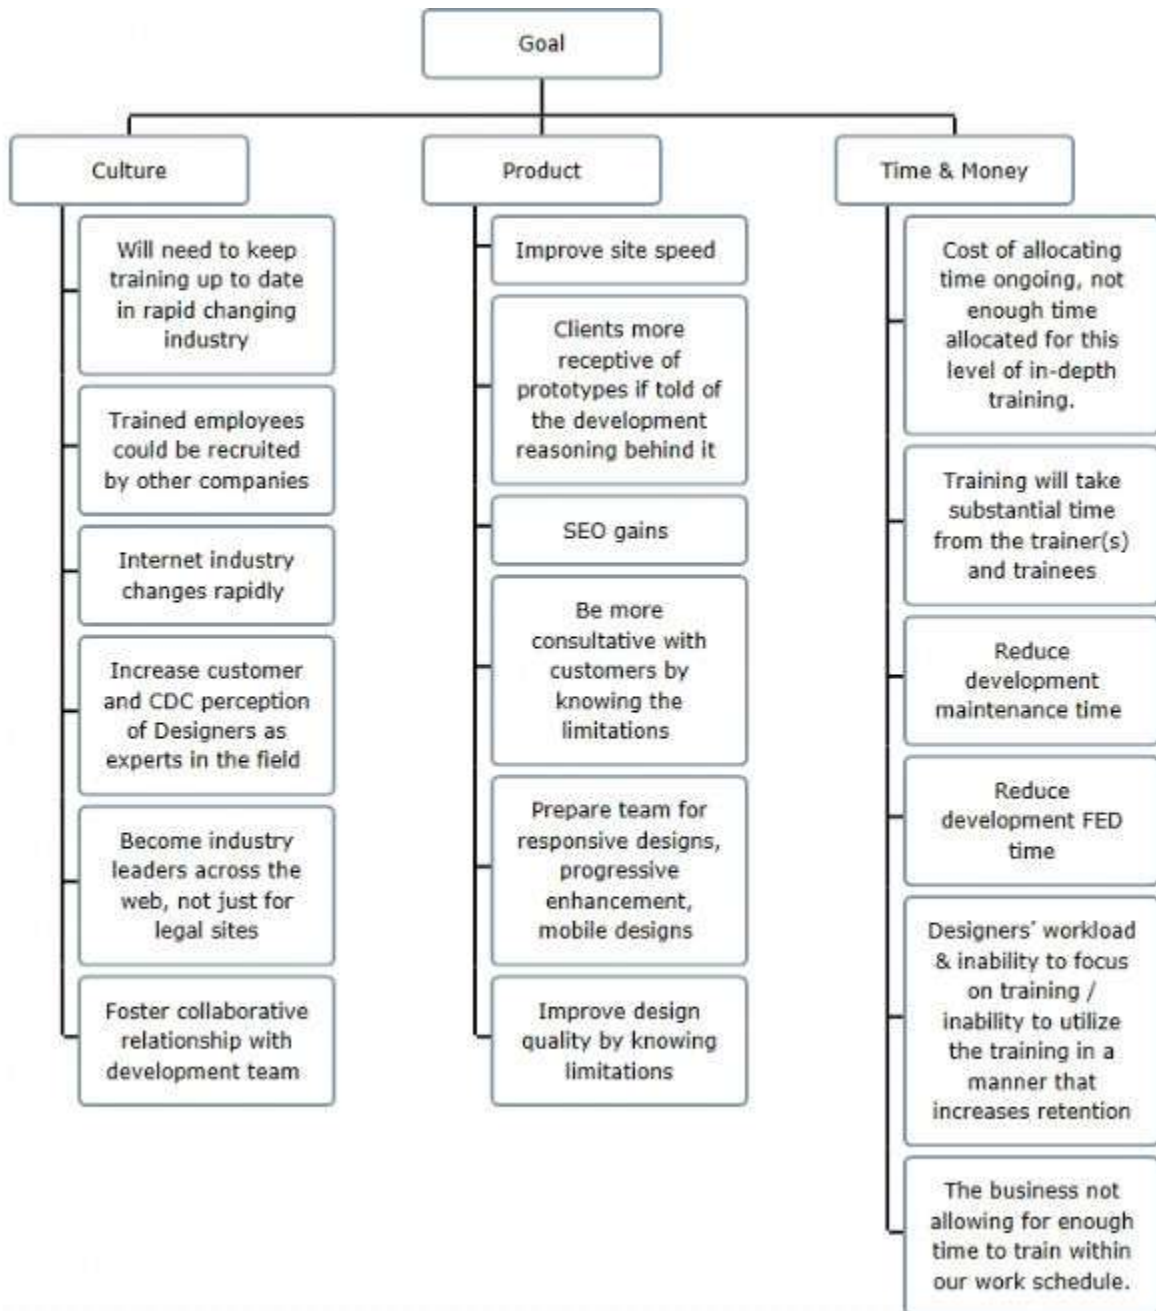 Goal
Culture
Will need to keep
training up to date
in rapid changing
industry
Trained employees
could be recruited
by other companies
Internet industry
changes rapidly
Increase customer
and CDC perception
of Designers as
experts in the field
Become industry
leaders across the
web, not just for
legal sites
Foster collaborative
relationship with
development team
Product
Improve site speed
Clients more
receptive of
prototypes if told of
the development
reasoning behind it
SEO gains
Be more
consultative with
customers by
knowing the
limitations
Prepare team for
responsive designs,
progressive
enhancement,
mobile designs
Improve design
quality by knowing
limitations
Time & Money
Cost of allocating
time ongoing, not
enough time
allocated for this
level of in-depth
training.
Training will take
substantial time
from the trainer(s)
and trainees
Reduce
development
maintenance time
Reduce
development FED
time
Designers' workload
& inability to focus
on training /
inability to utilize
the training in a
manner that
increases retention
The business not
allowing for enough
time to train within
our work schedule.